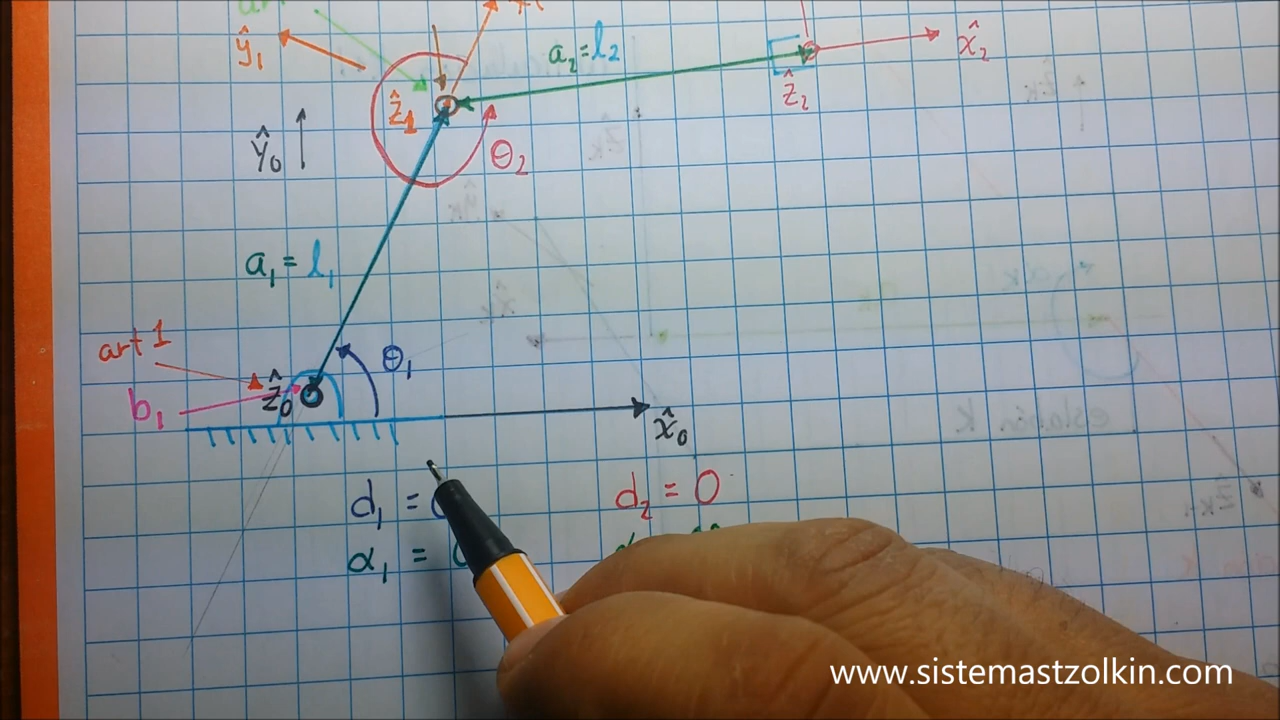 a₂=l₂
x̂₂
ŷ₁
ẑ₁
ẑ₂
ŷ₀
θ₂
a₁ = l₁
art 1
θ₁
ẑ₀
b₁
x̂₀
d₁ =
d₂ = 0
α₁ =
www.sistemastzolkin.com